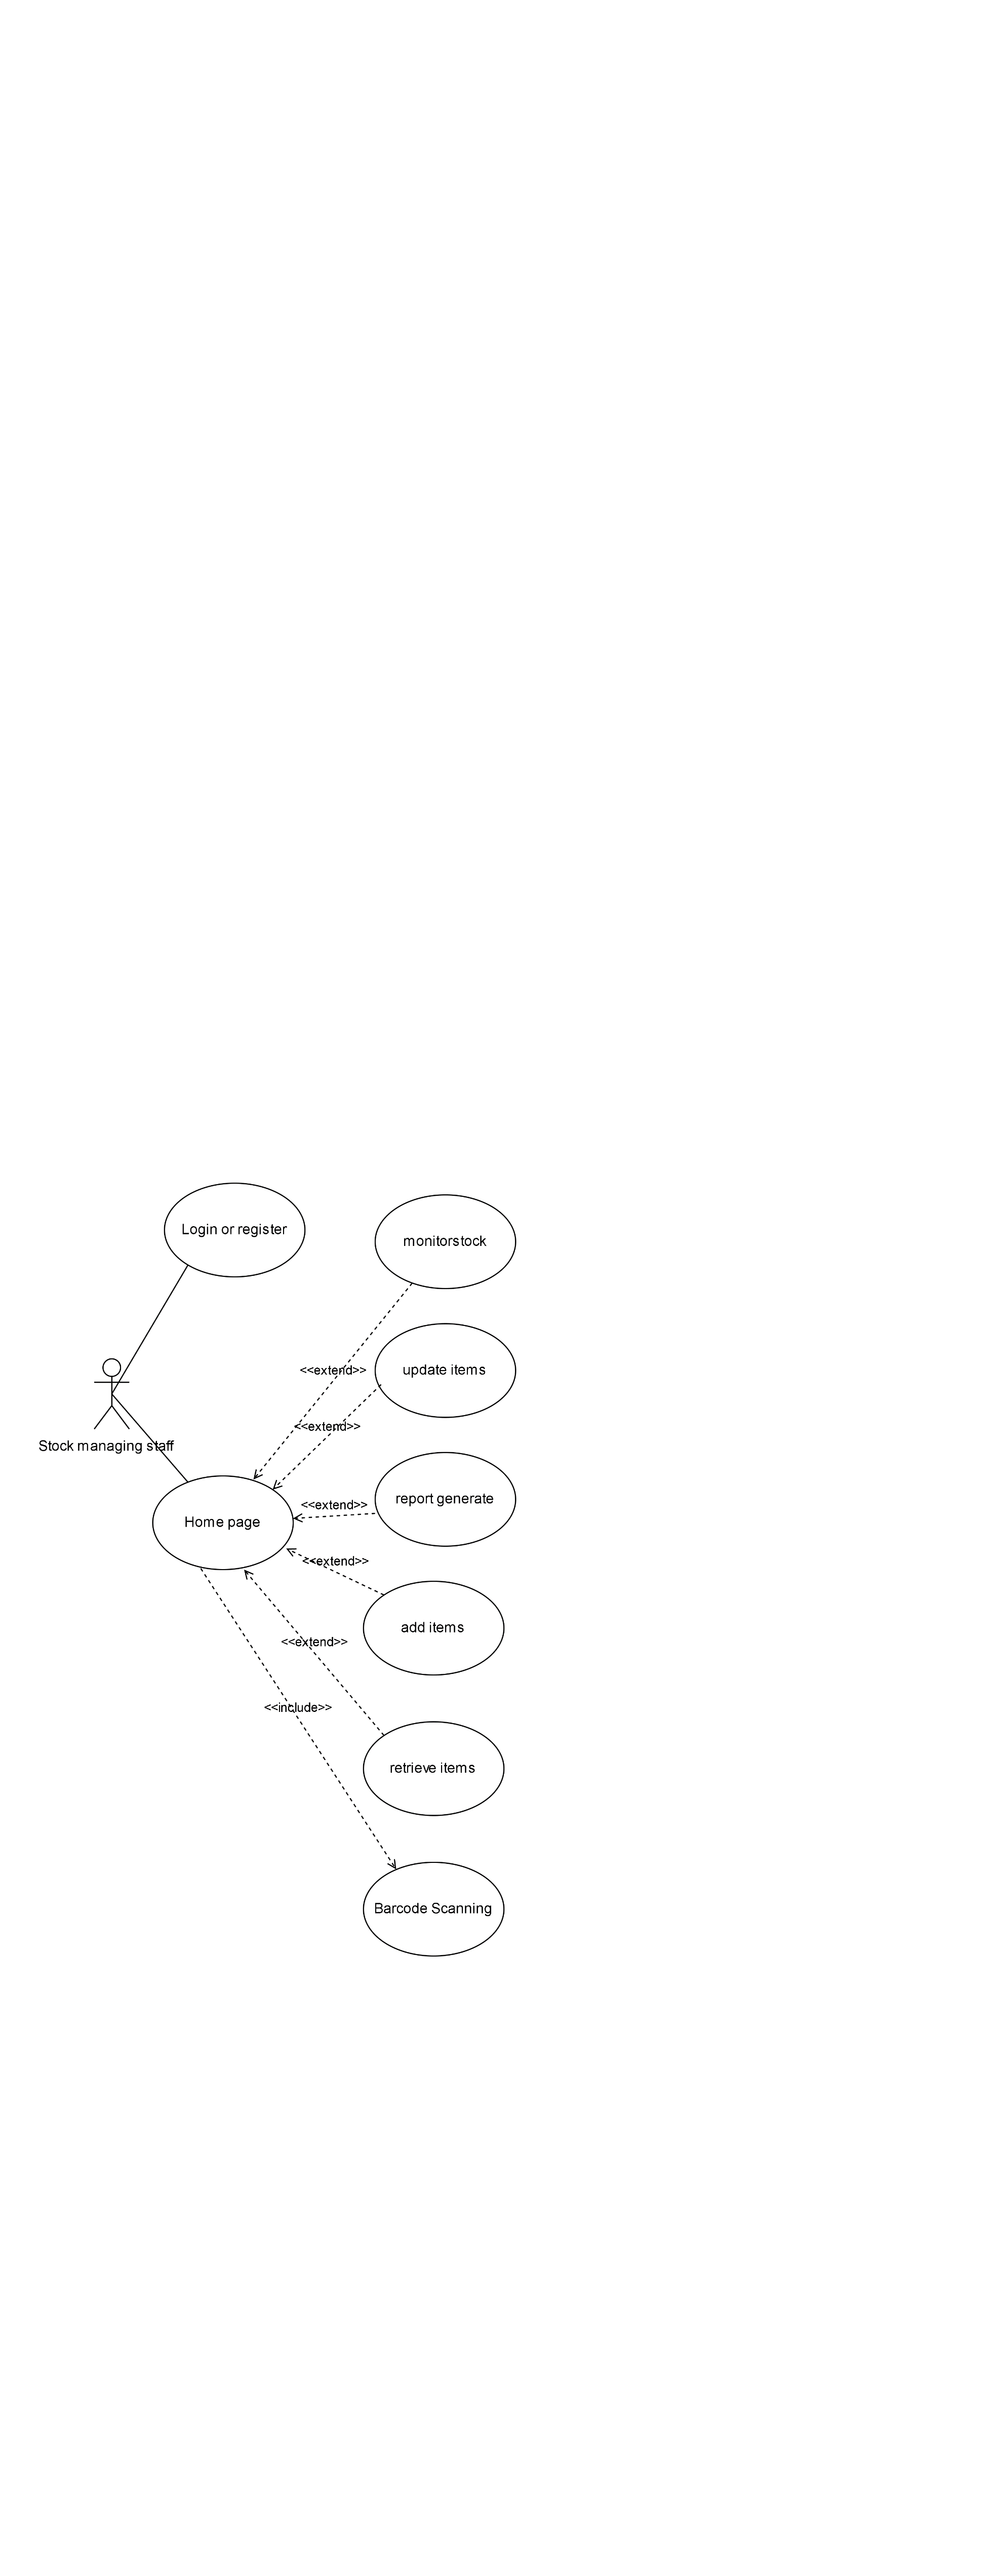 Login or register
monitorstock
<<extend>>
update items
<<extend>>
Stock managing staff
report generate
<<extend>>
Home page
<<extend>>
add items
<<extend>>
<<include>>
retrieve items
Barcode Scanning